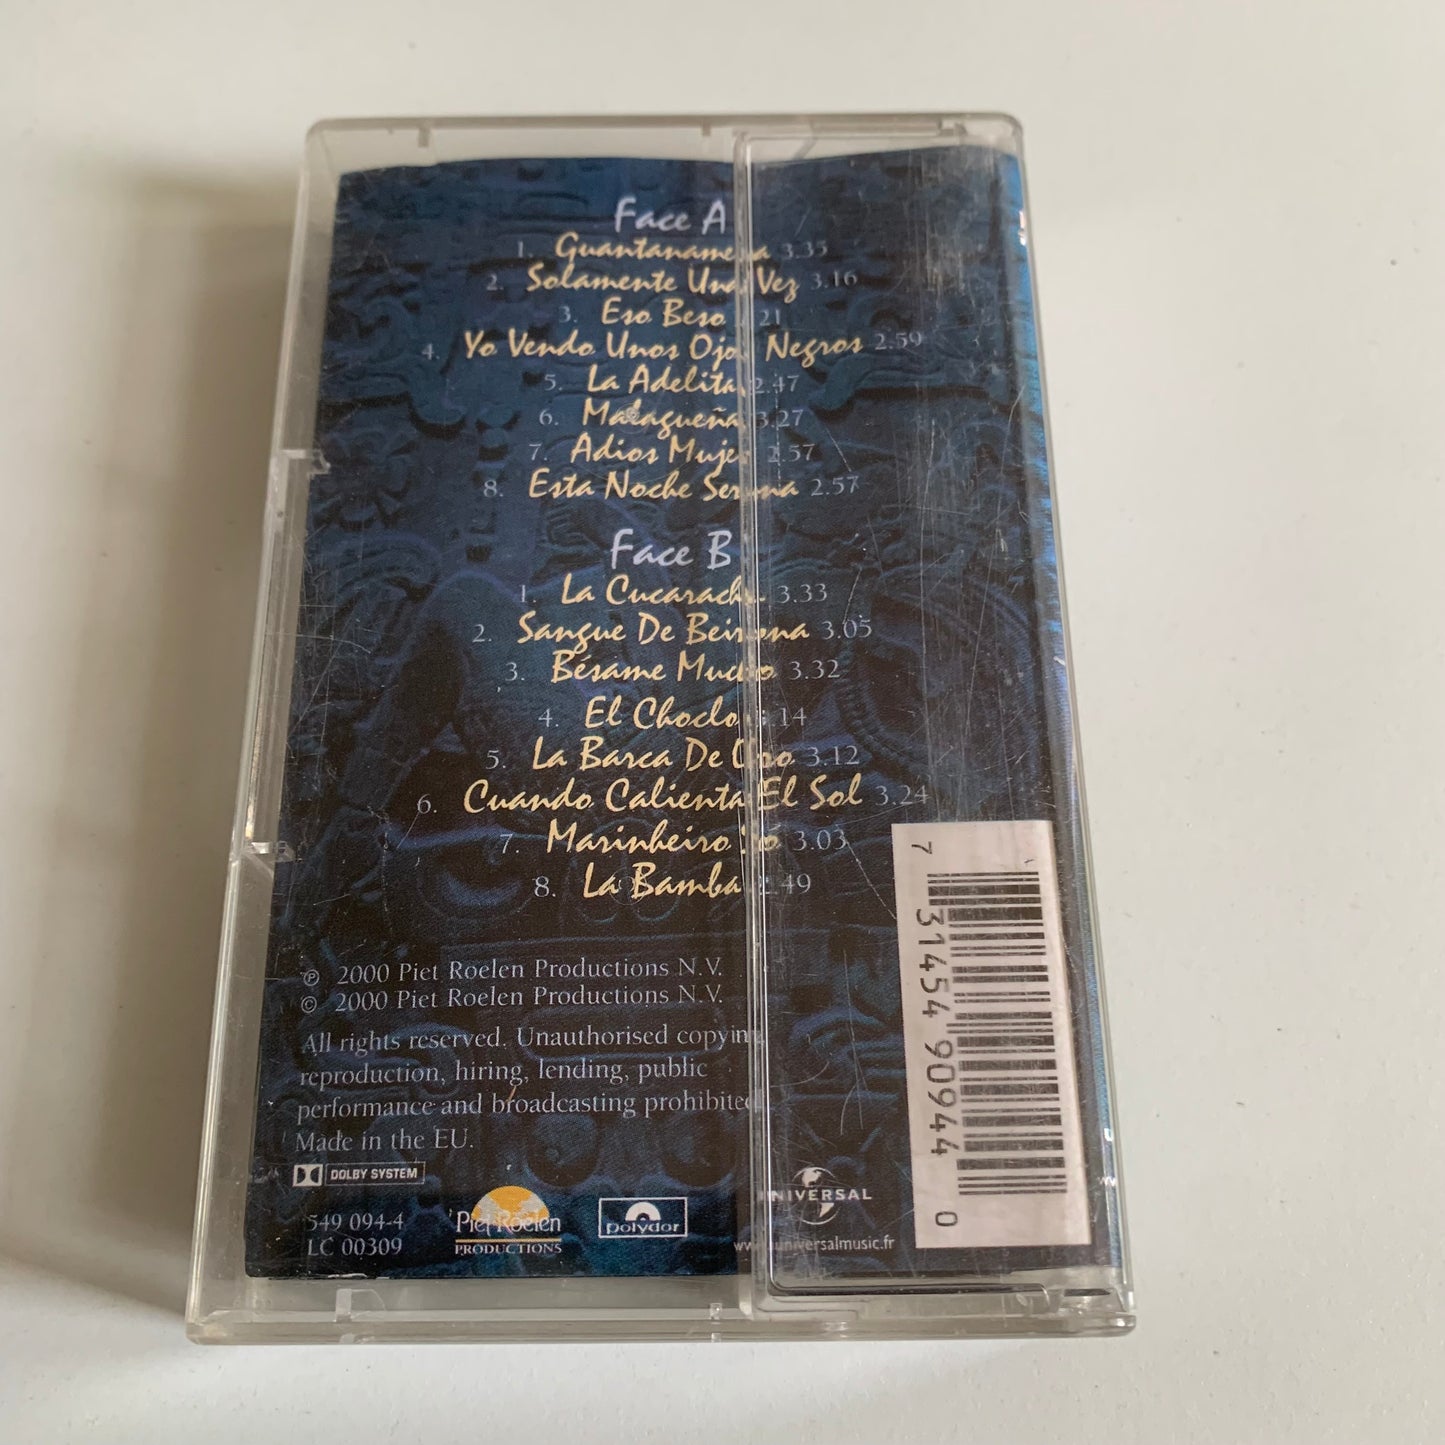 Face A
1. Guantanamera 3.35
2. Solamente Una Vez 3.16
3. Eso Beso 21
4. Yo Vendo Unos Ojos Negros 2.59
5. La Adelita 2.47
6. Malagueña 3.27
7. Adios Mujer 2.57
8. Esta Noche Serena 2.57
Face B
1. La Cucaracha 3.33
2. Sangue De Beirona 3.05
3. Bésame Mucho 3.32
4. El Choclo 3.14
5. La Barca De Oro 3.12
6. Cuando Calienta El Sol 3.24
7. Marinheiro Só 3.03
8. La Bamba 2.49
℗ 2000 Piet Roelen Productions N.V.
© 2000 Piet Roelen Productions N.V.
All rights reserved. Unauthorised copying,
reproduction, hiring, lending, public
performance and broadcasting prohibited.
Made in the EU.
DOLBY SYSTEM
549 094-4
LC 00309
Piet Roelen
PRODUCTIONS
polydor
UNIVERSAL
www.universalmusic.fr
7 31454 90944 0